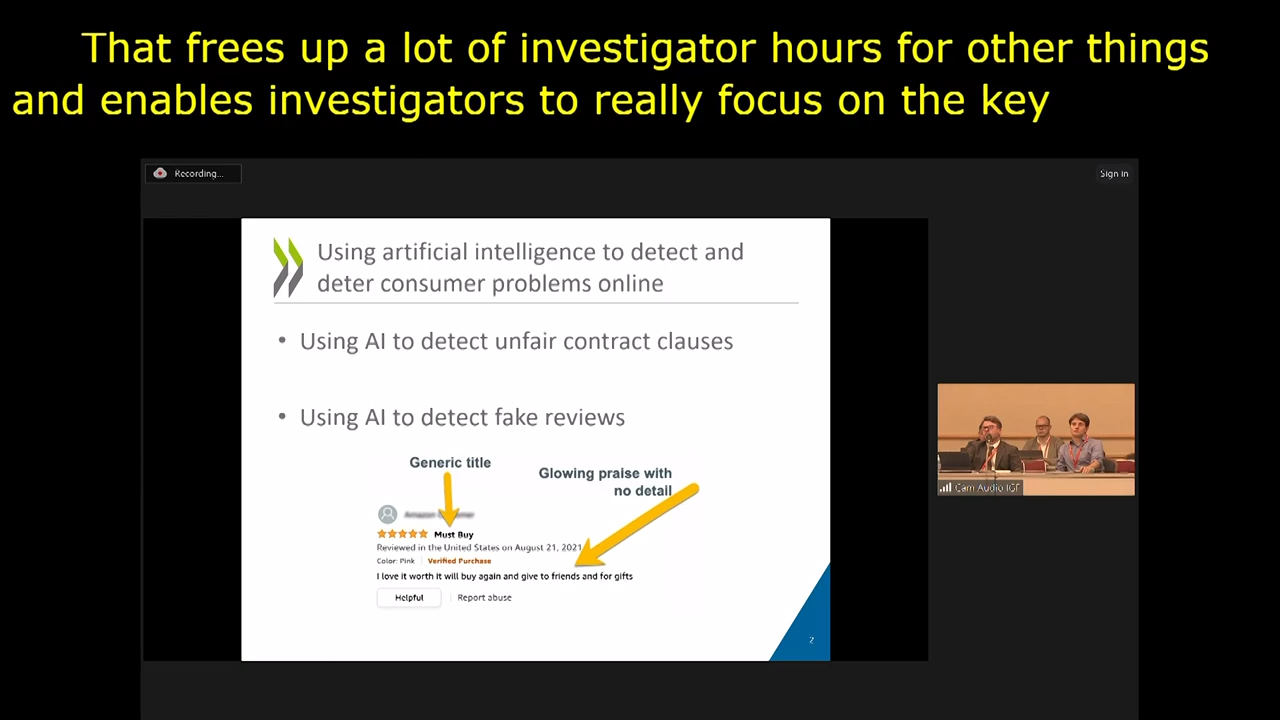 That frees up a lot of investigator hours for other things
and enables investigators to really focus on the key
Recording...
Sign in
Using artificial intelligence to detect and
deter consumer problems online
• Using AI to detect unfair contract clauses
• Using AI to detect fake reviews
Generic title
Glowing praise with
no detail
Must Buy
Reviewed in the United States on August 21, 2021
Color: Pink Verified Purchase
I love it worth it will buy again and give to friends and for gifts
Helpful Report abuse
2
Cam Audio IGF